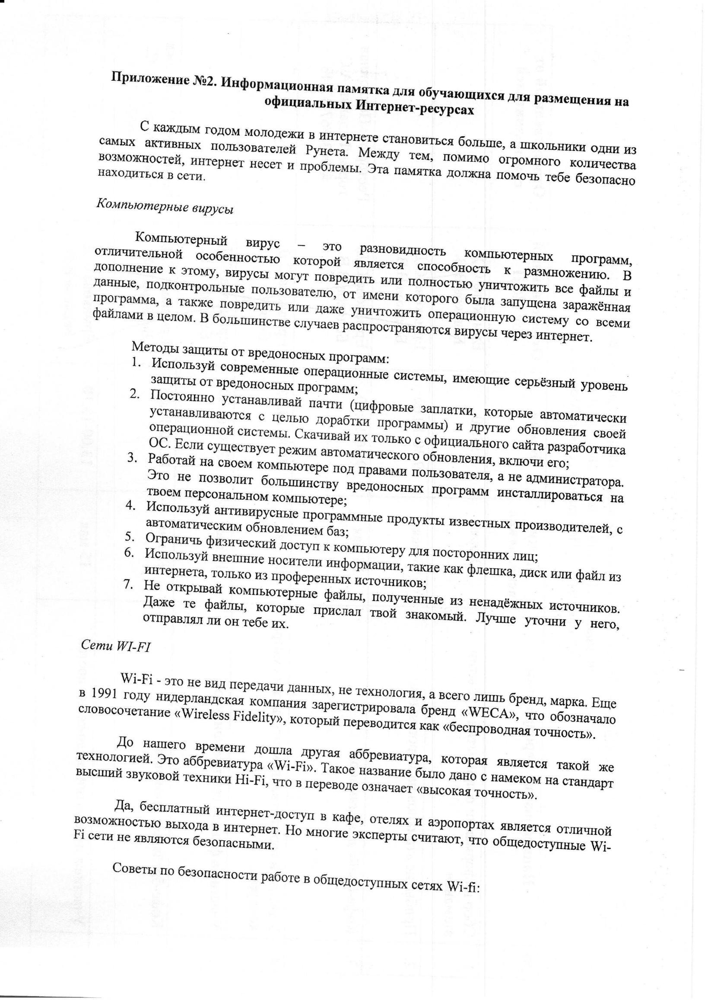 Приложение №2. Информационная памятка для обучающихся для размещения на
официальных Интернет-ресурсах
С каждым годом молодежи в интернете становиться больше, а школьники одни из
самых активных пользователей Рунета. Между тем, помимо огромного количества
возможностей, интернет несет и проблемы. Эта памятка должна помочь тебе безопасно
находиться в сети.
Компьютерные вирусы
Компьютерный вирус – это разновидность компьютерных программ,
отличительной особенностью которой является способность к размножению. В
дополнение к этому, вирусы могут повредить или полностью уничтожить все файлы и
данные, подконтрольные пользователю, от имени которого была запущена заражённая
программа, а также повредить или даже уничтожить операционную систему со всеми
файлами в целом. В большинстве случаев распространяются вирусы через интернет.
Методы защиты от вредоносных программ:
1. Используй современные операционные системы, имеющие серьёзный уровень
защиты от вредоносных программ;
2. Постоянно устанавливай пачти (цифровые заплатки, которые автоматически
устанавливаются с целью дорабтки программы) и другие обновления своей
операционной системы. Скачивай их только с официального сайта разработчика
ОС. Если существует режим автоматического обновления, включи его;
3. Работай на своем компьютере под правами пользователя, а не администратора.
Это не позволит большинству вредоносных программ инсталлироваться на
твоем персональном компьютере;
4. Используй антивирусные программные продукты известных производителей, с
автоматическим обновлением баз;
5. Ограничь физический доступ к компьютеру для посторонних лиц;
6. Используй внешние носители информации, такие как флешка, диск или файл из
интернета, только из проференных источников;
7. Не открывай компьютерные файлы, полученные из ненадёжных источников.
Даже те файлы, которые прислал твой знакомый. Лучше уточни у него,
отправлял ли он тебе их.
Сети WI-FI
Wi-Fi - это не вид передачи данных, не технология, а всего лишь бренд, марка. Еще
в 1991 году нидерландская компания зарегистрировала бренд «WECA», что обозначало
словосочетание «Wireless Fidelity», который переводится как «беспроводная точность».
До нашего времени дошла другая аббревиатура, которая является такой же
технологией. Это аббревиатура «Wi-Fi». Такое название было дано с намеком на стандарт
высший звуковой техники Hi-Fi, что в переводе означает «высокая точность».
Да, бесплатный интернет-доступ в кафе, отелях и аэропортах является отличной
возможностью выхода в интернет. Но многие эксперты считают, что общедоступные Wi-
Fi сети не являются безопасными.
Советы по безопасности работе в общедоступных сетях Wi-fi: